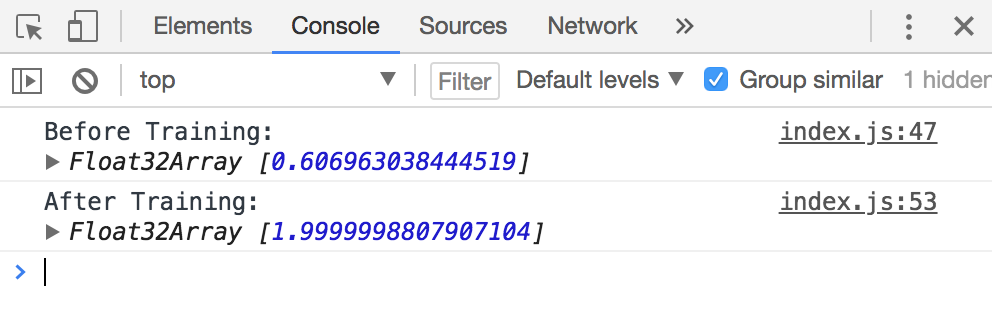 Elements Console Sources Network
top Filter Default levels Group similar 1 hidden
Before Training: index.js:47
Float32Array [0.606963038444519]
After Training: index.js:53
Float32Array [1.9999998807907104]